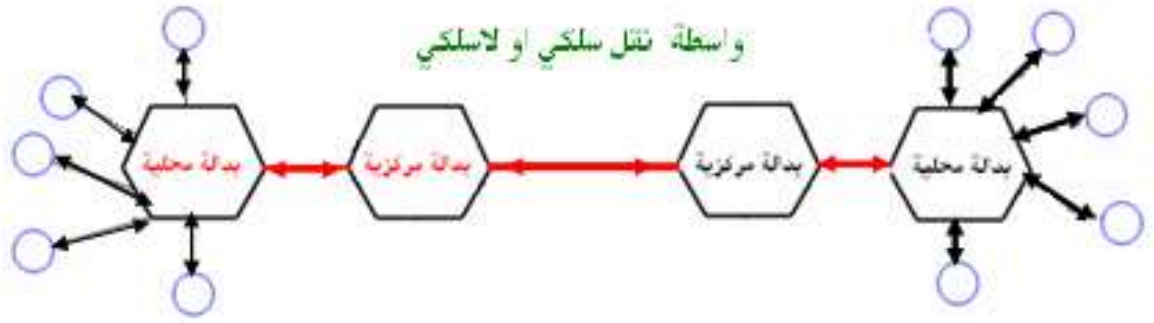 واسطة نقل سلكي او لاسلكي
بدالة محلية
بدالة مركزية
بدالة مركزية
بدالة محلية